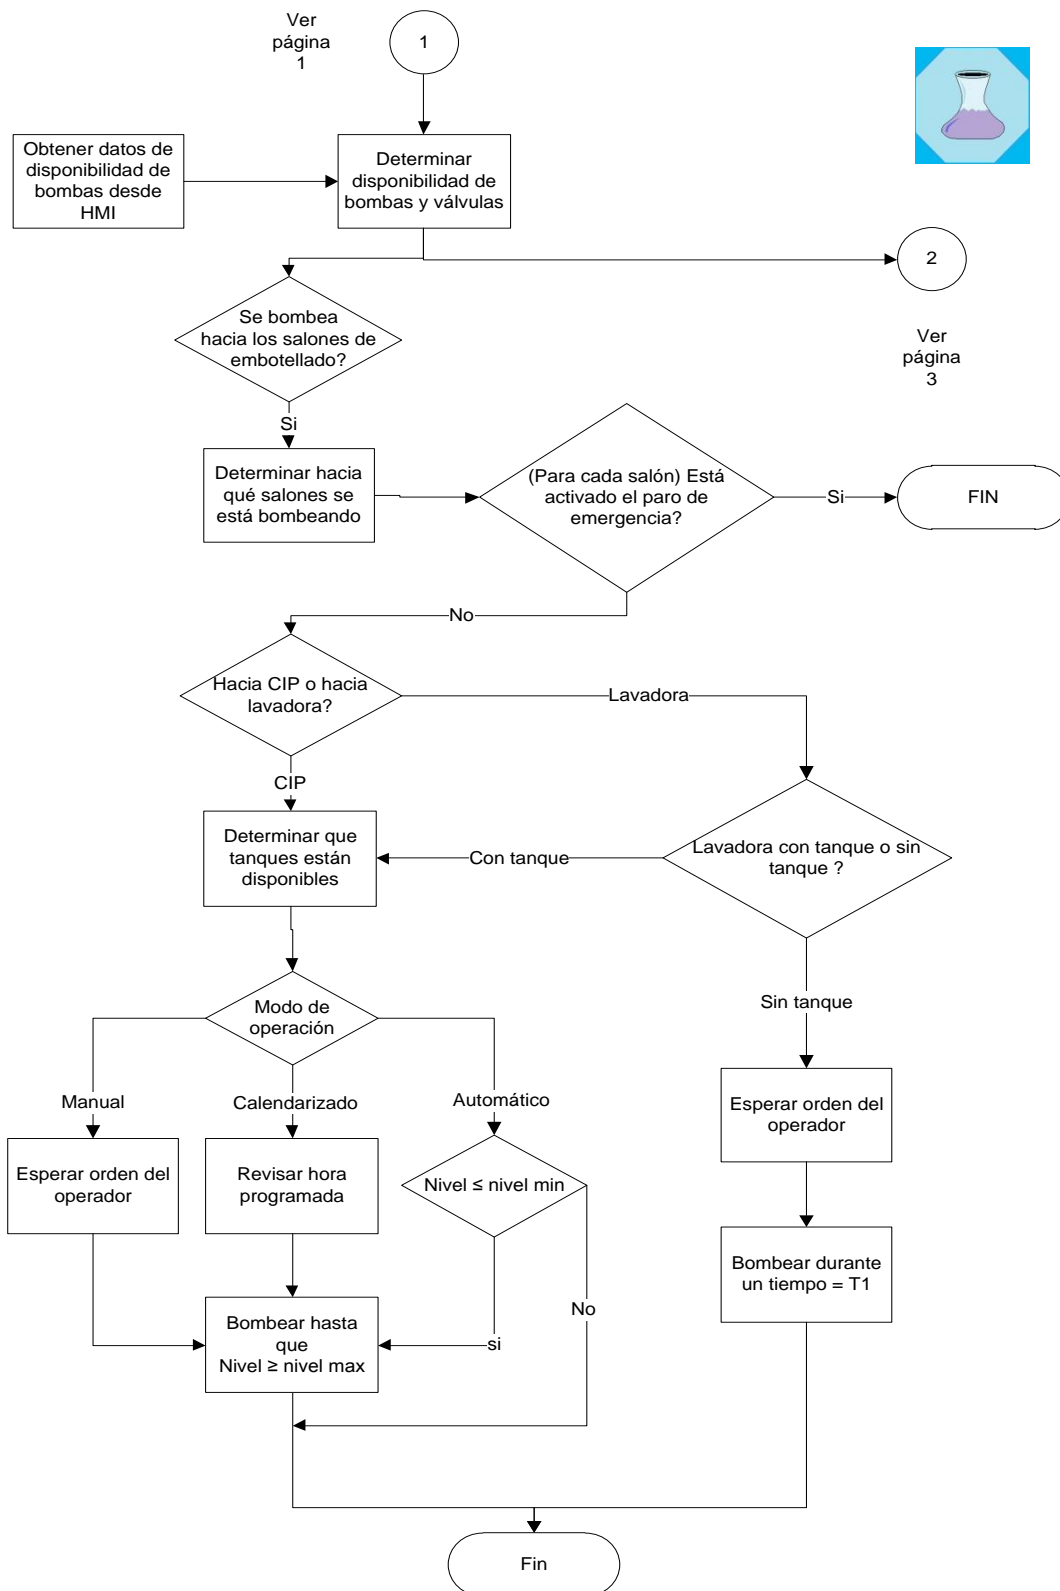 Ver
página
1
1
Obtener datos de
disponibilidad de
bombas desde
HMI
Determinar
disponibilidad de
bombas y válvulas
2
Ver
página
3
Se bombea
hacia los salones de
embotellado?
Si
Determinar hacia
qué salones se
está bombeando
(Para cada salón) Está
activado el paro de
emergencia?
Si
FIN
No
Hacia CIP o hacia
lavadora?
Lavadora
CIP
Determinar que
tanques están
disponibles
Con tanque
Lavadora con tanque o sin
tanque ?
Sin tanque
Modo de
operación
Manual
Calendarizado
Automático
Esperar orden del
operador
Revisar hora
programada
Nivel ≤ nivel min
Esperar orden del
operador
Bombear durante
un tiempo = T1
Bombear hasta
que
Nivel ≥ nivel max
si
No
Fin